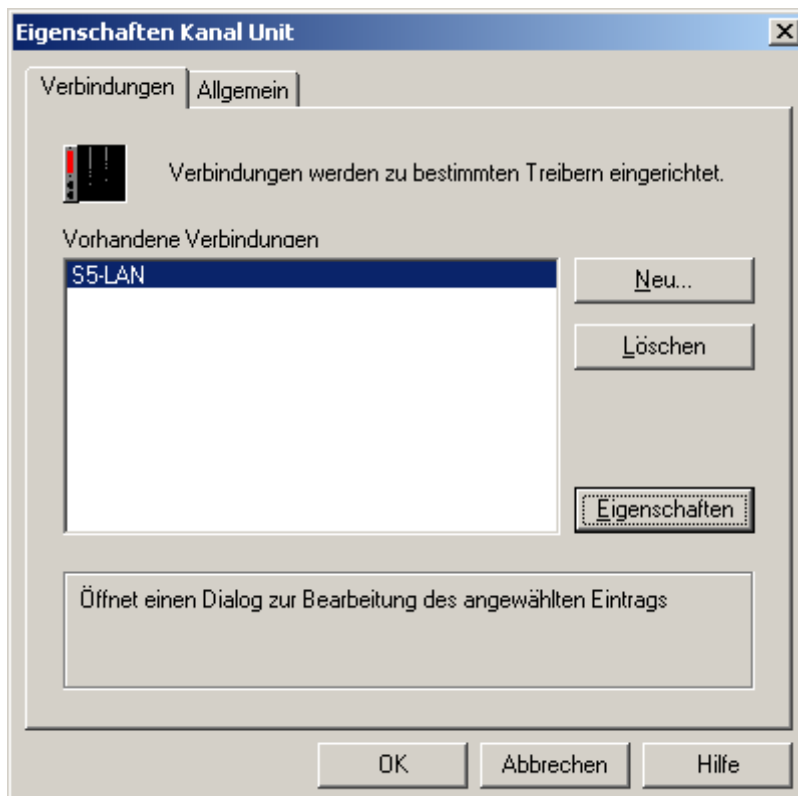 Eigenschaften Kanal Unit
Verbindungen
Allgemein
Verbindungen werden zu bestimmten Treibern eingerichtet.
Vorhandene Verbindungen
S5-LAN
Neu...
Löschen
Eigenschaften
Öffnet einen Dialog zur Bearbeitung des angewählten Eintrags
OK
Abbrechen
Hilfe